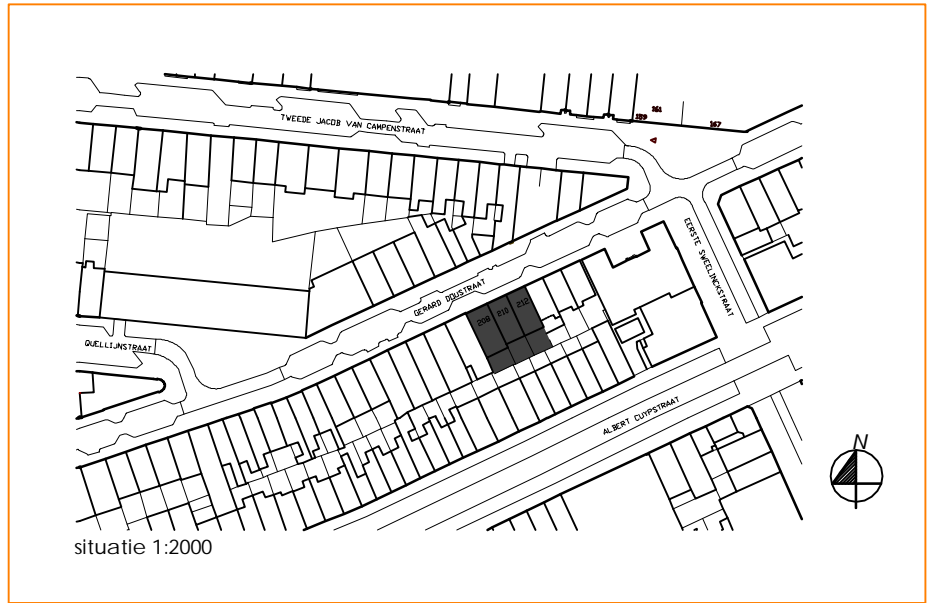 161
159
167
TWEEDE JACOB VAN CAMPENSTRAAT
EERSTE SWEELINCKSTRAAT
GERARD DOUSTRAAT
208
210
212
QUELLIJNSTRAAT
ALBERT CUYPSTRAAT
N
situatie 1:2000